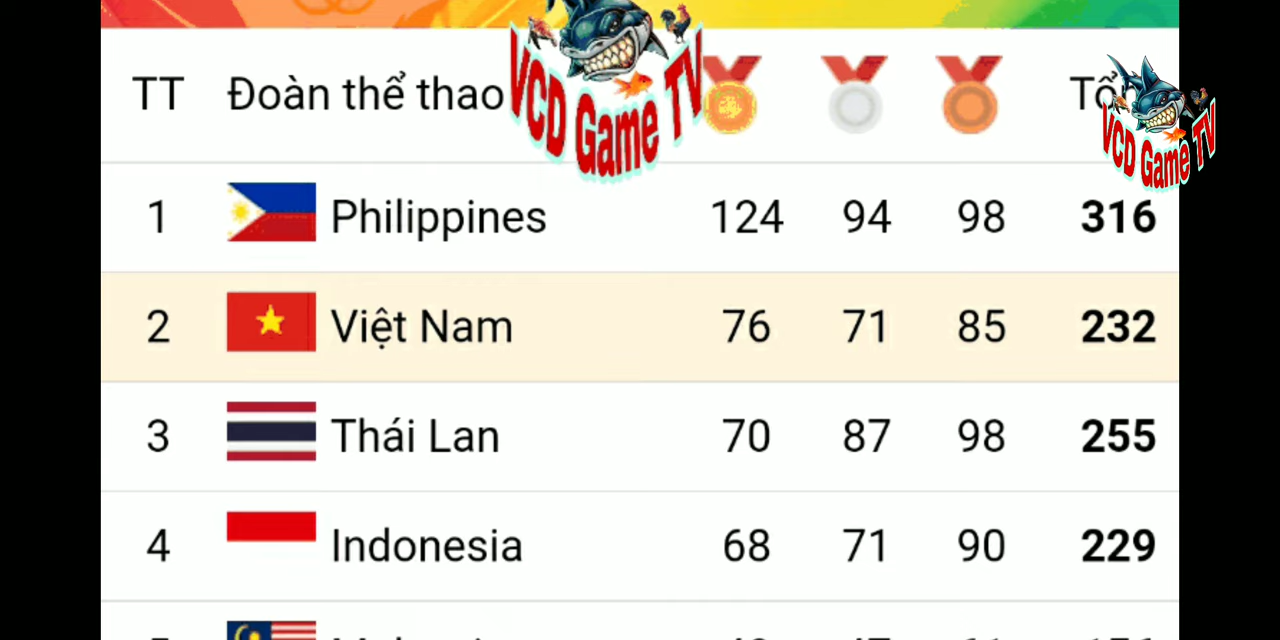 VCD Game TV
TT Đoàn thể thao
VCD Game TV
1 Philippines 124 94 98 316
2 Việt Nam 76 71 85 232
3 Thái Lan 70 87 98 255
4 Indonesia 68 71 90 229